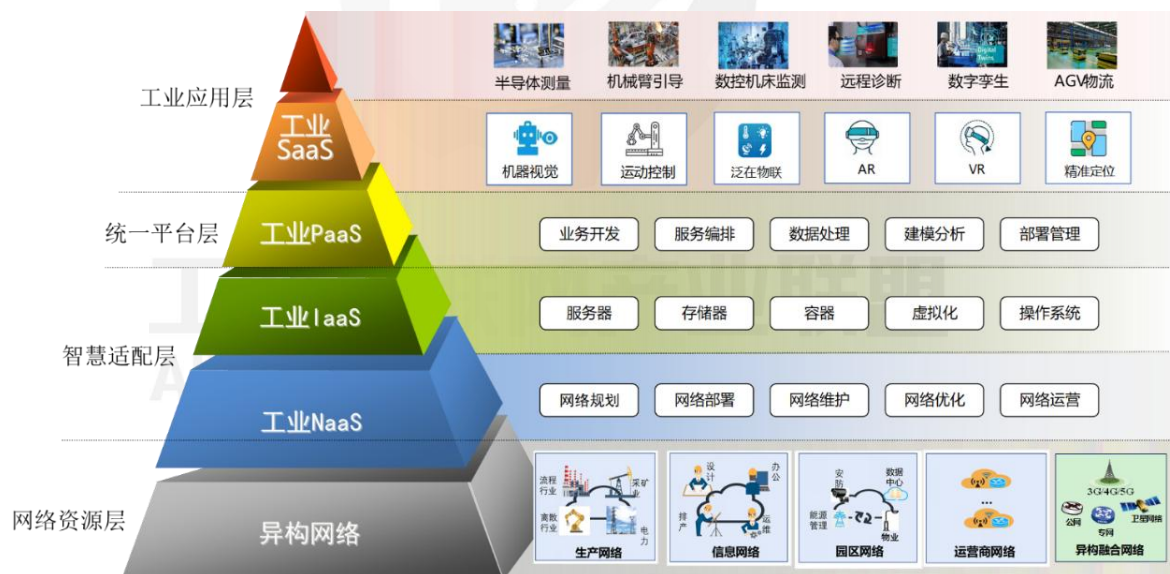 半导体测量 机械臂引导 数控机床监测 远程诊断 数字孪生 AGV物流
Digital
Twins
工业应用层
工业
SaaS
机器视觉 运动控制 泛在物联 AR VR 精准定位
统一平台层
工业PaaS
业务开发 服务编排 数据处理 建模分析 部署管理
工业IaaS
服务器 存储器 容器 虚拟化 操作系统
智慧适配层
工业NaaS
网络规划 网络部署 网络维护 网络优化 网络运营
网络资源层
异构网络
流程
行业
采矿
业
离散
行业
电
力
生产网络
设
计
办
公
排
产
运
维
信息网络
安
防
数据
中心
能源
管理
物业
园区网络
...
运营商网络
3G/4G/5G
公网
专网
卫星网络
异构融合网络